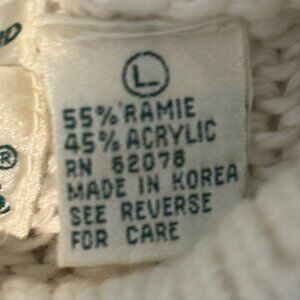 L
55% RAMIE
45% ACRYLIC
RN 62078
MADE IN KOREA
SEE REVERSE
FOR CARE
®